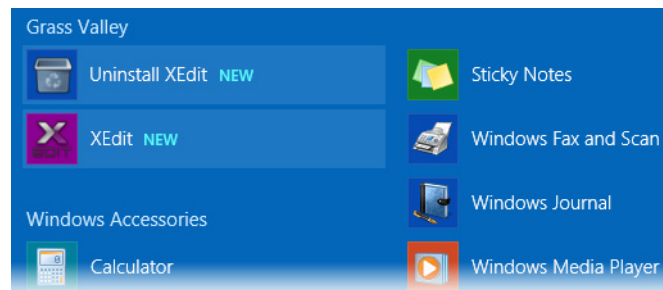 Grass Valley
Uninstall XEdit NEW
XEdit NEW
Windows Accessories
Calculator
Sticky Notes
Windows Fax and Scan
Windows Journal
Windows Media Player